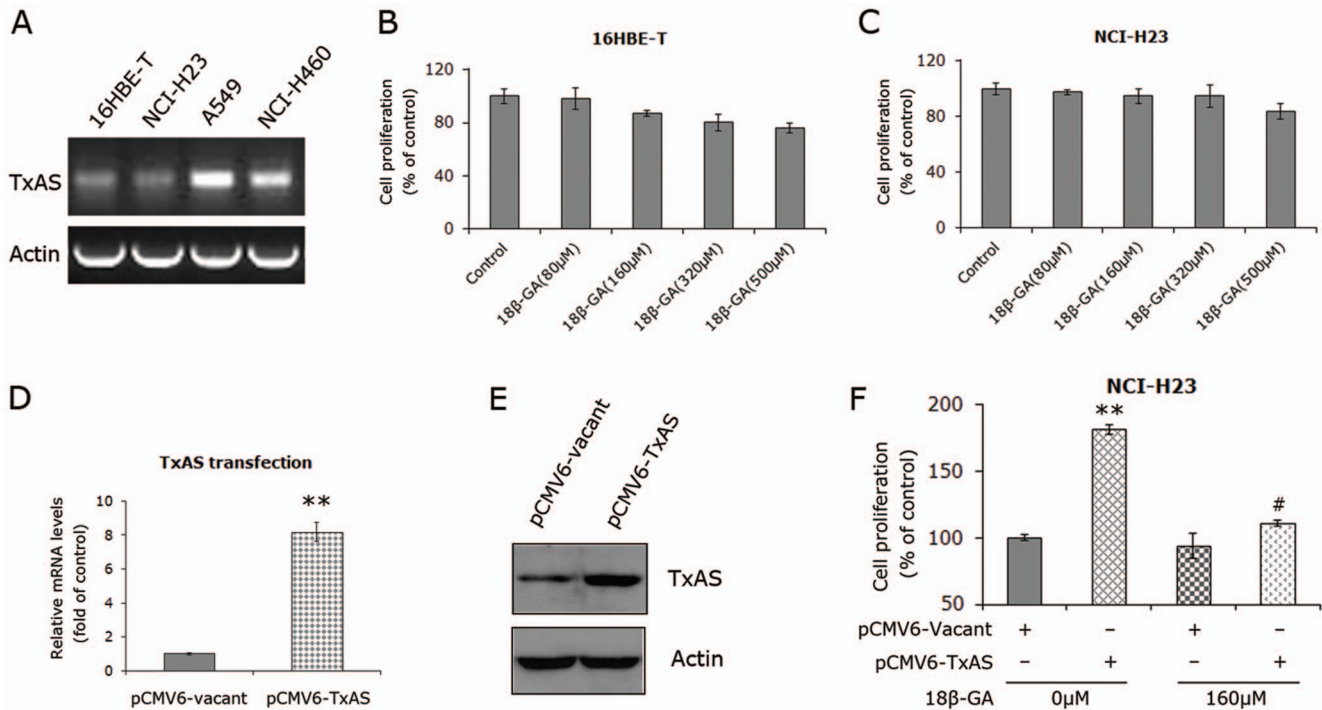 A
16HBE-T
NCI-H23
A549
NCI-H460
TxAS
Actin
B
16HBE-T
Cell proliferation
(% of control)
120
80
40
0
Control
18β-GA(80μM)
18β-GA(160μM)
18β-GA(320μM)
18β-GA(500μM)
C
NCI-H23
Cell proliferation
(% of control)
120
80
40
0
Control
18β-GA(80μM)
18β-GA(160μM)
18β-GA(320μM)
18β-GA(500μM)
D
TxAS transfection
Relative mRNA levels
(fold of control)
10
8
6
4
2
0
**
pCMV6-vacant
pCMV6-TxAS
E
pCMV6-vacant
pCMV6-TxAS
TxAS
Actin
F
NCI-H23
Cell proliferation
(% of control)
200
150
100
50
**
#
pCMV6-Vacant + – + –
pCMV6-TxAS – + – +
18β-GA 0μM 160μM